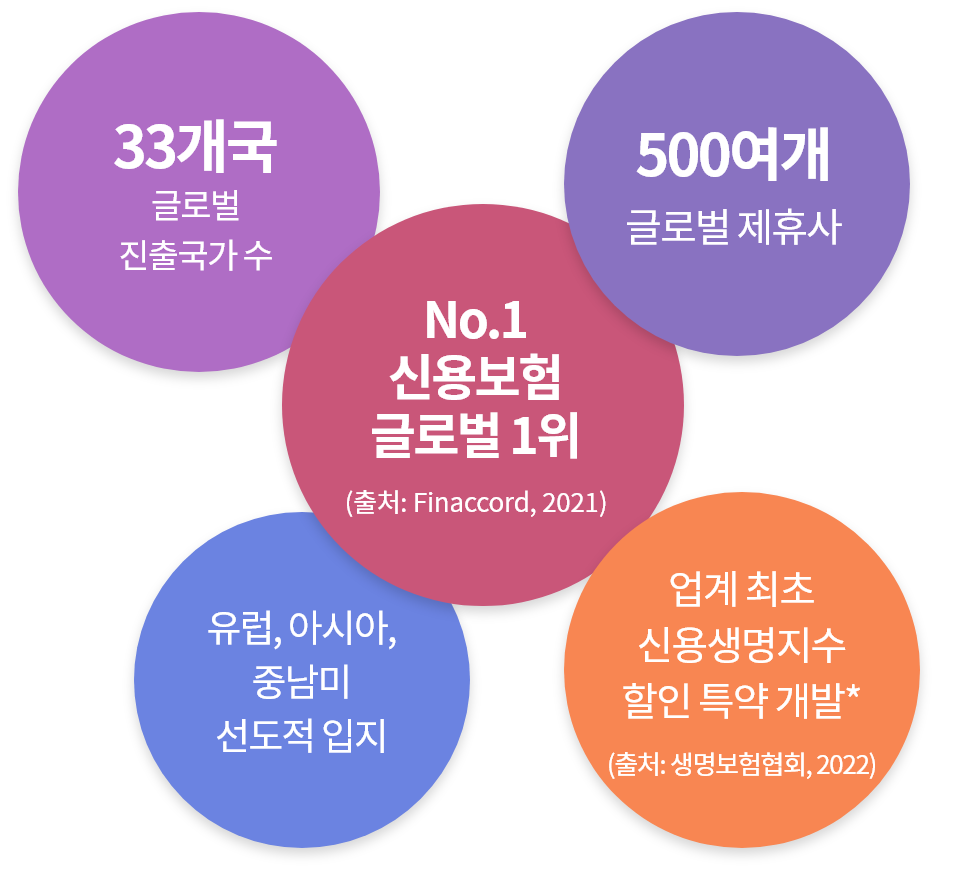 33개국
글로벌
진출국가 수
500여개
글로벌 제휴사
No.1
신용보험
글로벌 1위
(출처: Finaccord, 2021)
유럽, 아시아,
중남미
선도적 입지
업계 최초
신용생명지수
할인 특약 개발*
(출처: 생명보험협회, 2022)